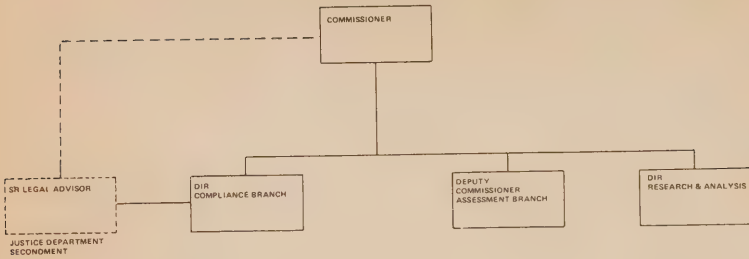 COMMISSIONER
SR LEGAL ADVISOR
DIR
COMPLIANCE BRANCH
DEPUTY
COMMISSIONER
ASSESSMENT BRANCH
DIR
RESEARCH & ANALYSIS
JUSTICE DEPARTMENT
SECONDMENT